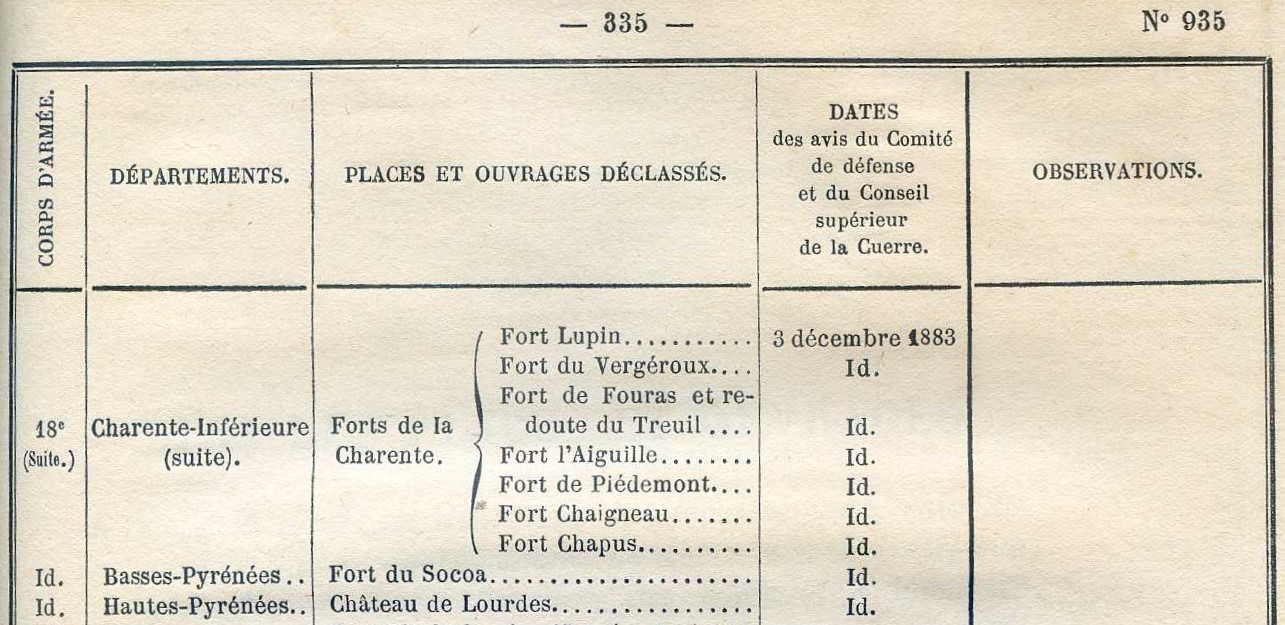 — 335 —
N° 935
CORPS D'ARMÉE.
DÉPARTEMENTS.
PLACES ET OUVRAGES DÉCLASSÉS.
DATES
des avis du Comité
de défense
et du Conseil
supérieur
de la Cuerre.
OBSERVATIONS.
18e
(Suite.)
Charente-Inférieure
(suite).
Forts de la
Charente.
Fort Lupin........... 3 décembre 1883
Fort du Vergéroux.... Id.
Fort de Fouras et re-
doute du Treuil .... Id.
Fort l'Aiguille........ Id.
Fort de Piédemont.... Id.
Fort Chaigneau....... Id.
Fort Chapus.......... Id.
Id. Basses-Pyrénées.. Fort du Socoa....................... Id.
Id. Hautes-Pyrénées.. Château de Lourdes................. Id.